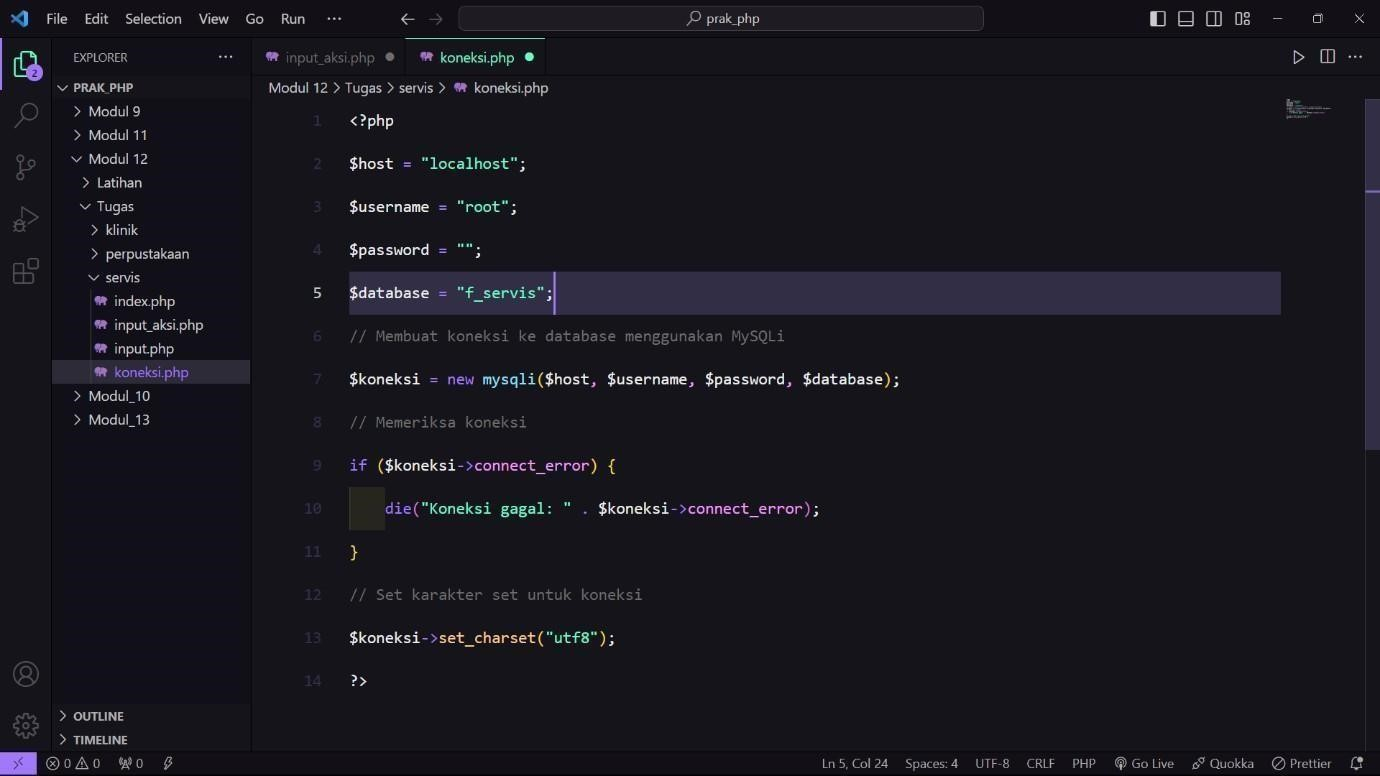 File Edit Selection View Go Run ···
prak_php
EXPLORER ···
PRAK_PHP
Modul 9
Modul 11
Modul 12
Latihan
Tugas
klinik
perpustakaan
servis
index.php
input_aksi.php
input.php
koneksi.php
Modul_10
Modul_13
OUTLINE
TIMELINE
2
input_aksi.php koneksi.php
Modul 12 > Tugas > servis > koneksi.php
1 <?php
2 $host = "localhost";
3 $username = "root";
4 $password = "";
5 $database = "f_servis";
6 // Membuat koneksi ke database menggunakan MySQLi
7 $koneksi = new mysqli($host, $username, $password, $database);
8 // Memeriksa koneksi
9 if ($koneksi->connect_error) {
10 die("Koneksi gagal: " . $koneksi->connect_error);
11 }
12 // Set karakter set untuk koneksi
13 $koneksi->set_charset("utf8");
14 ?>
0 0 0 Ln 5, Col 24 Spaces: 4 UTF-8 CRLF PHP Go Live Quokka Prettier